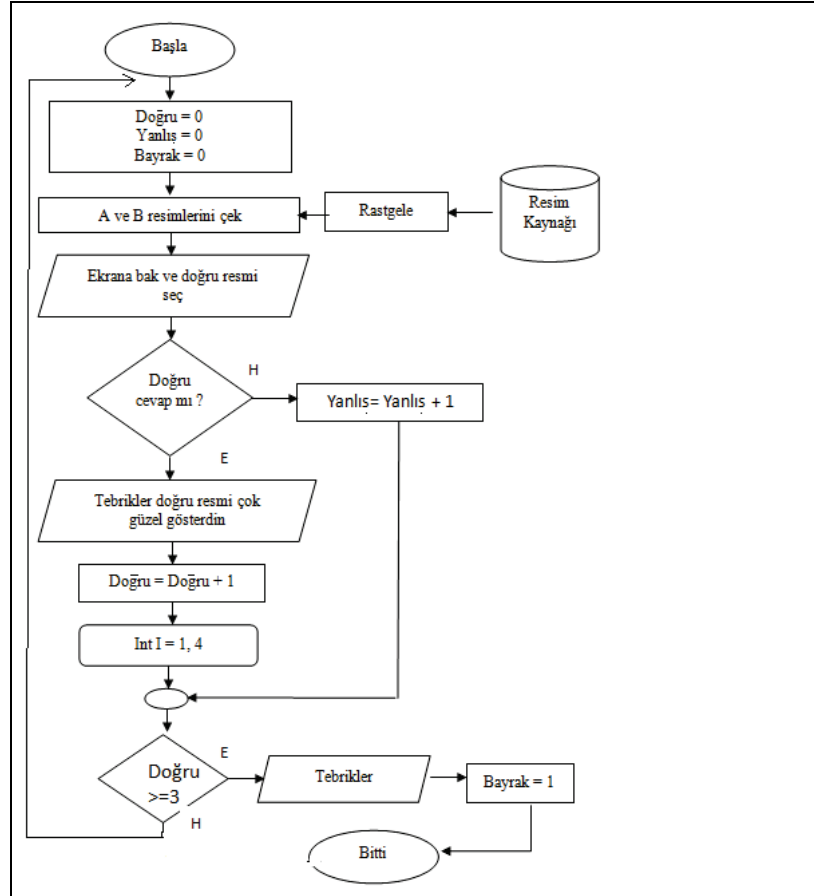 Başla
Doğru = 0
Yanlış = 0
Bayrak = 0
A ve B resimlerini çek
Rastgele
Resim
Kaynağı
Ekrana bak ve doğru resmi
seç
Doğru
cevap mı ?
H
Yanlış= Yanlış + 1
E
Tebrikler doğru resmi çok
güzel gösterdin
Doğru = Doğru + 1
Int I = 1, 4
Doğru
>=3
E
Tebrikler
Bayrak = 1
H
Bitti